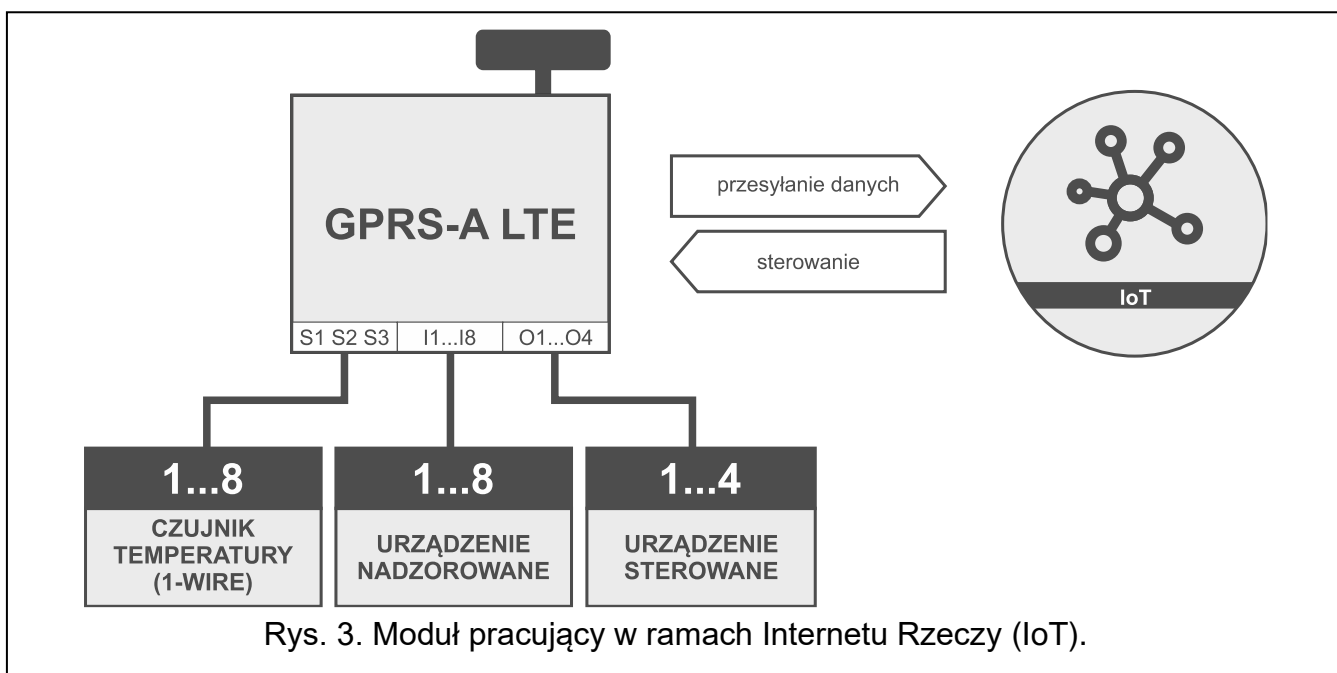 GPRS-A LTE
S1 S2 S3
I1...I8
O1...O4
przesyłanie danych
sterowanie
IoT
1...8
CZUJNIK
TEMPERATURY
(1-WIRE)
1...8
URZĄDZENIE
NADZOROWANE
1...4
URZĄDZENIE
STEROWANE
Rys. 3. Moduł pracujący w ramach Internetu Rzeczy (IoT).